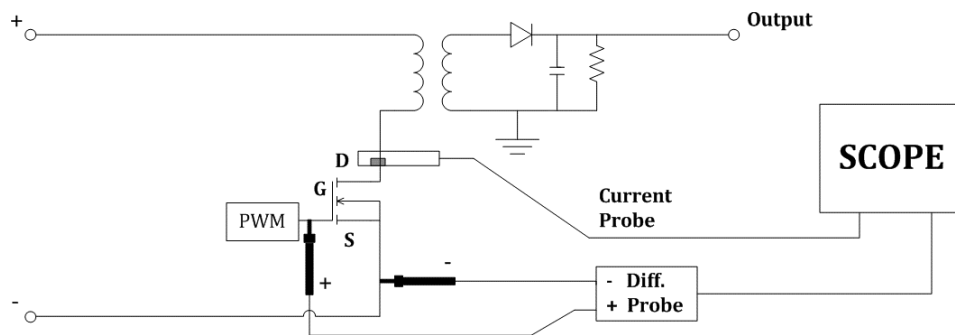 +
Output
D
SCOPE
G
Current
Probe
PWM
S
-
+
- Diff.
+ Probe
-